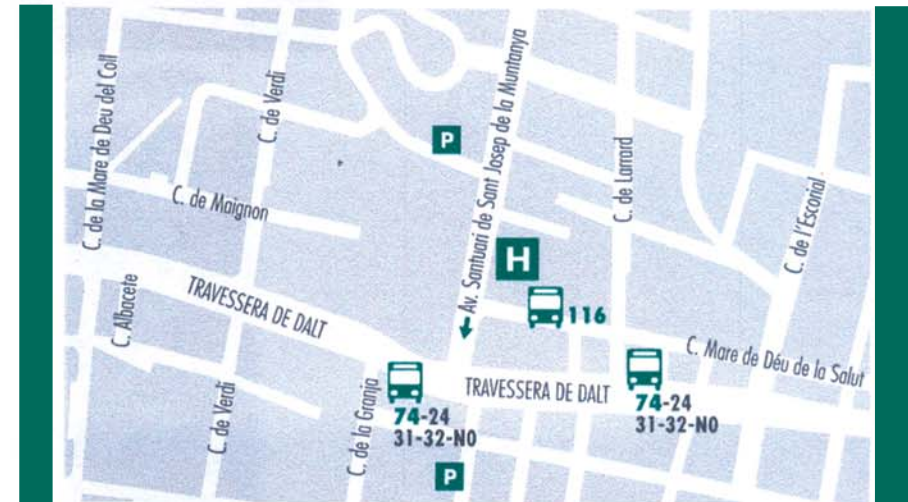 C. de la Mare de Deu del Coll
C. de Verdi
Av. Santuari de Sant Josep de la Muntanya
C. de Larrard
C. de l'Escorial
P
C. de Maignon
H
116
TRAVESSERA DE DALT
C. Albacete
C. de Verdi
C. de la Granja
74-24
31-32-N0
TRAVESSERA DE DALT
74-24
31-32-N0
C. Mare de Déu de la Salut
P